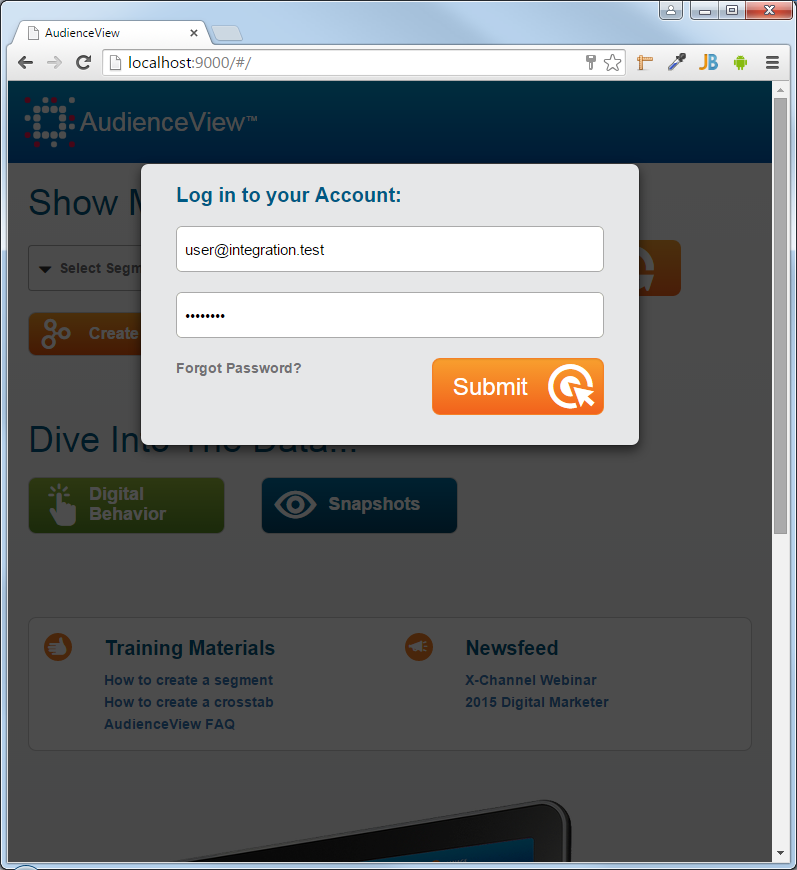 AudienceView
localhost:9000/#/
JB
AudienceView™
Show M
Log in to your Account:
user@integration.test
Select Segm
••••••••
Create
Forgot Password?
Submit
Dive Into The Data...
Digital
Behavior
Snapshots
Training Materials
Newsfeed
How to create a segment
X-Channel Webinar
How to create a crosstab
2015 Digital Marketer
AudienceView FAQ